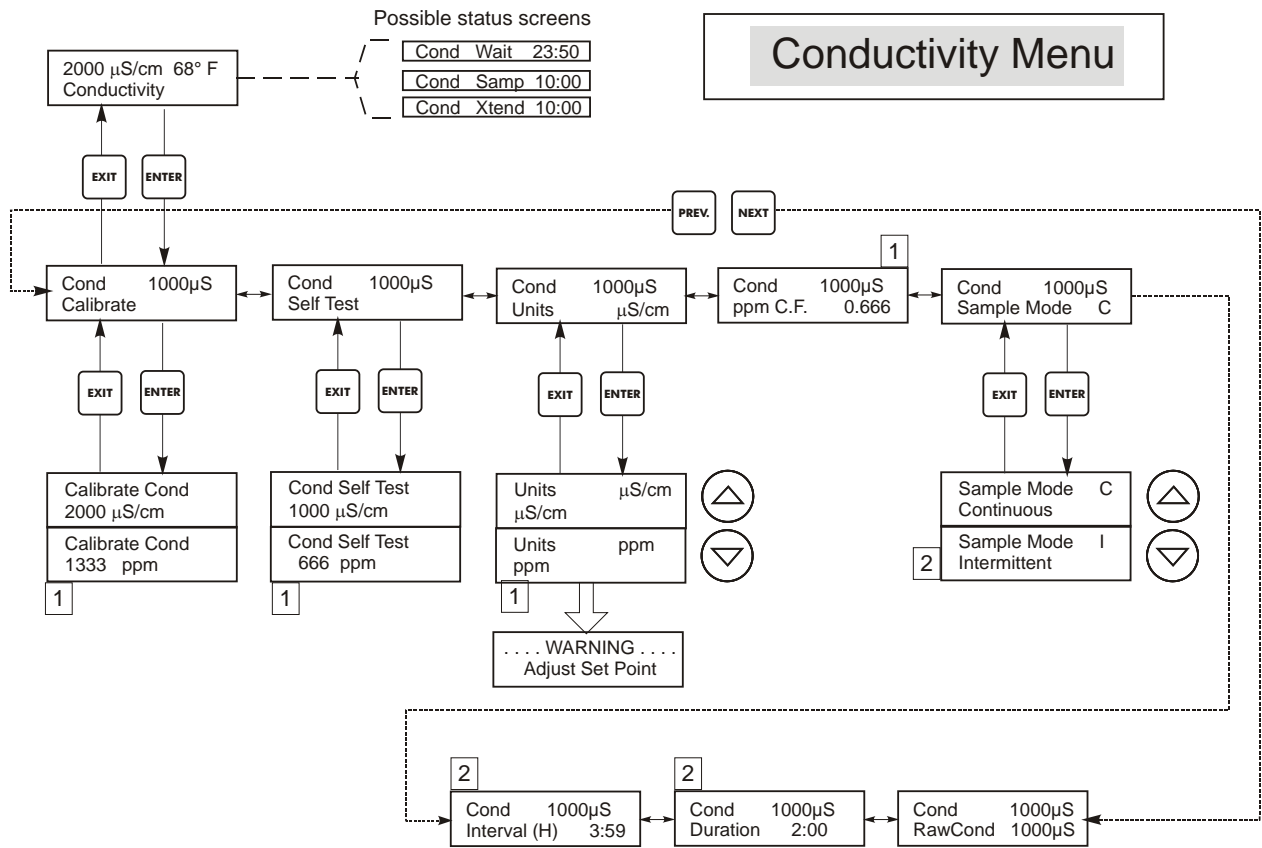 Possible status screens
Conductivity Menu
Cond Wait 23:50
Cond Samp 10:00
Cond Xtend 10:00
2000 µS/cm 68° F
Conductivity
EXIT
ENTER
PREV.
NEXT
1
Cond 1000µS
Calibrate
Cond 1000µS
Self Test
Cond 1000µS
Units µS/cm
Cond 1000µS
ppm C.F. 0.666
Cond 1000µS
Sample Mode C
EXIT
ENTER
EXIT
ENTER
EXIT
ENTER
EXIT
ENTER
Calibrate Cond
2000 µS/cm
Calibrate Cond
1333 ppm
1
Cond Self Test
1000 µS/cm
Cond Self Test
666 ppm
1
Units µS/cm
µS/cm
Units ppm
ppm
1
Sample Mode C
Continuous
Sample Mode I
Intermittent
2
. . . . WARNING . . . .
Adjust Set Point
2
2
Cond 1000µS
Interval (H) 3:59
Cond 1000µS
Duration 2:00
Cond 1000µS
RawCond 1000µS